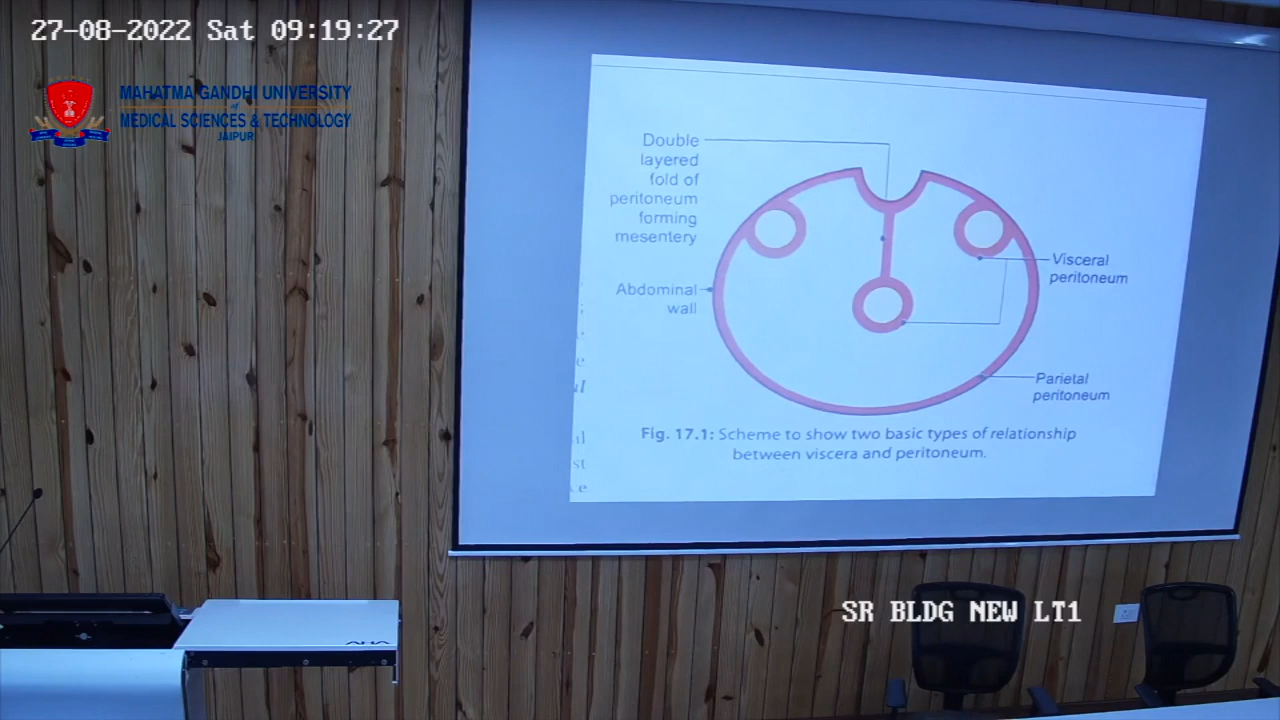 27-08-2022 Sat 09:19:27
MAHATMA GANDHI UNIVERSITY
of
MEDICAL SCIENCES & TECHNOLOGY
JAIPUR
Double
layered
fold of
peritoneum
forming
mesentery
Abdominal
wall
Visceral
peritoneum
Parietal
peritoneum
Fig. 17.1: Scheme to show two basic types of relationship
between viscera and peritoneum.
SR BLDG NEW LT1